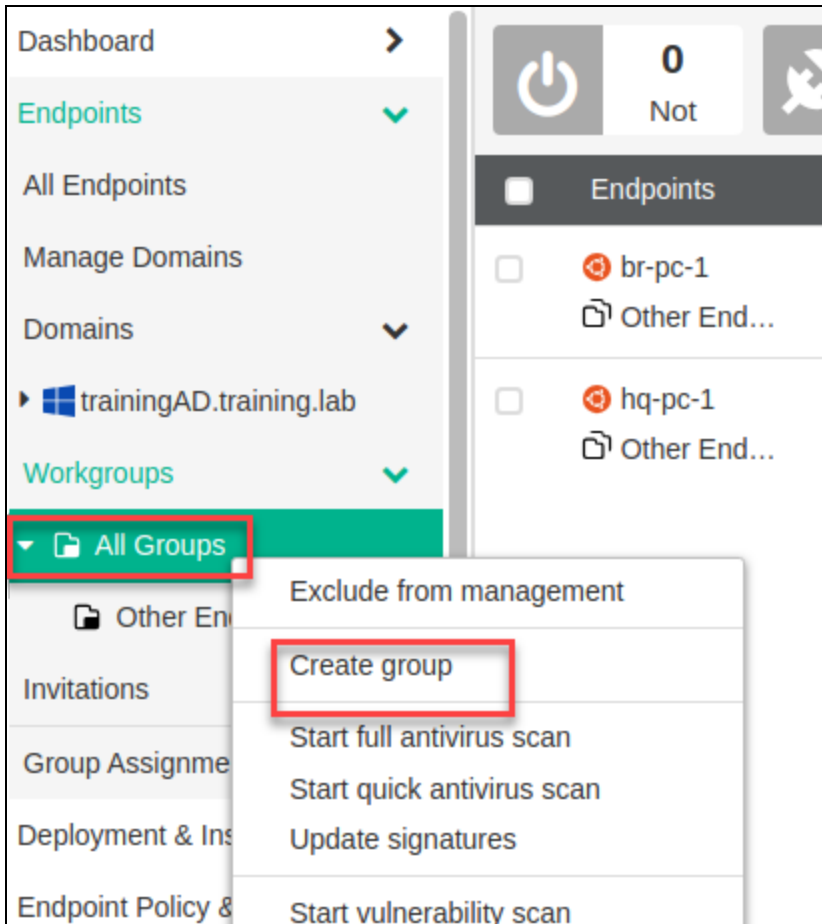 Dashboard
Endpoints
All Endpoints
Manage Domains
Domains
trainingAD.training.lab
Workgroups
All Groups
Other En
Invitations
Group Assignme
Deployment & Ins
Endpoint Policy &
0
Not
Endpoints
br-pc-1
Other End...
hq-pc-1
Other End...
Exclude from management
Create group
Start full antivirus scan
Start quick antivirus scan
Update signatures
Start vulnerability scan